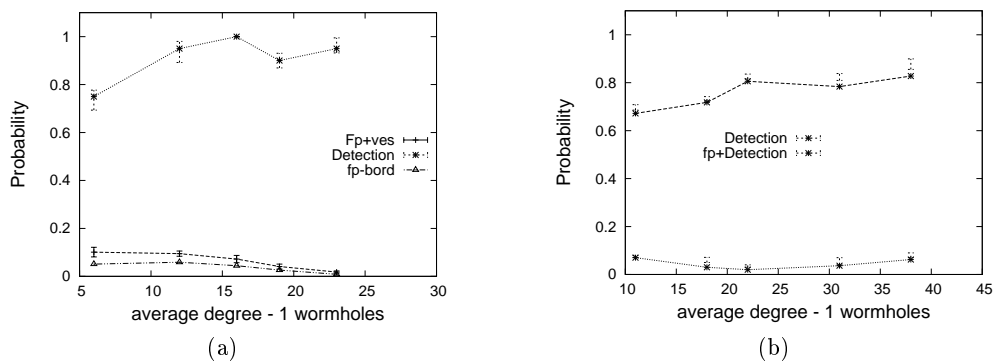 1
0.8
0.6
0.4
0.2
0
Probability
Fp+ves
Detection
fp-bord
5 10 15 20 25 30
average degree - 1 wormholes
(a)
1
0.8
0.6
0.4
0.2
0
Probability
Detection
fp+Detection
10 15 20 25 30 35 40 45
average degree - 1 wormholes
(b)